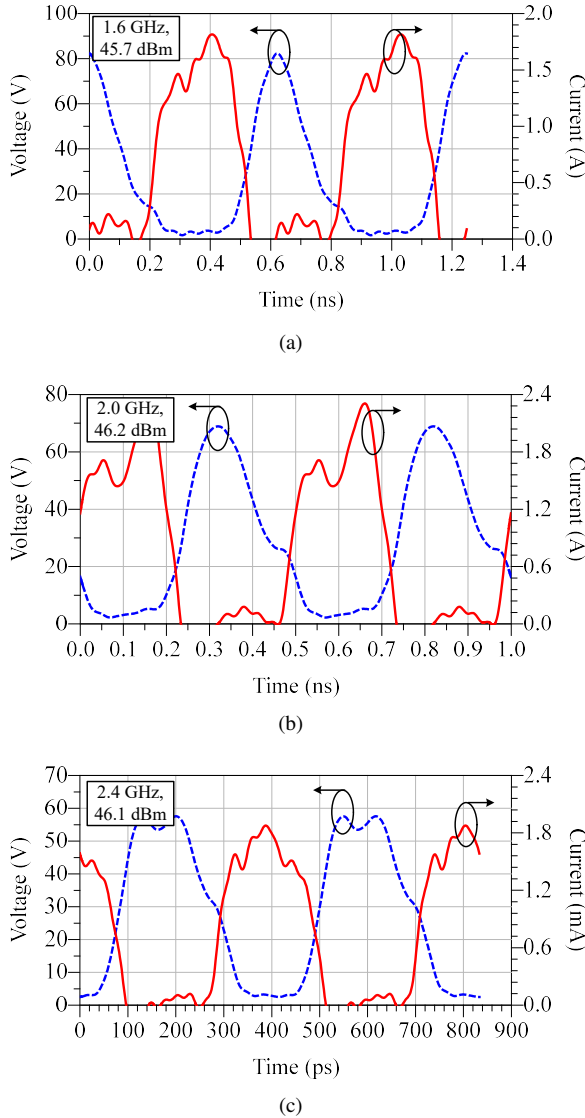 1.6 GHz,
45.7 dBm
100
80
60
40
20
0
Voltage (V)
2.0
1.5
1.0
0.5
0.0
Current (A)
0.0 0.2 0.4 0.6 0.8 1.0 1.2 1.4
Time (ns)
(a)
2.0 GHz,
46.2 dBm
80
60
40
20
0
Voltage (V)
2.4
1.8
1.2
0.6
0.0
Current (A)
0.0 0.1 0.2 0.3 0.4 0.5 0.6 0.7 0.8 0.9 1.0
Time (ns)
(b)
2.4 GHz,
46.1 dBm
70
60
50
40
30
20
10
0
Voltage (V)
2.4
1.8
1.2
0.6
0.0
Current (mA)
0 100 200 300 400 500 600 700 800 900
Time (ps)
(c)